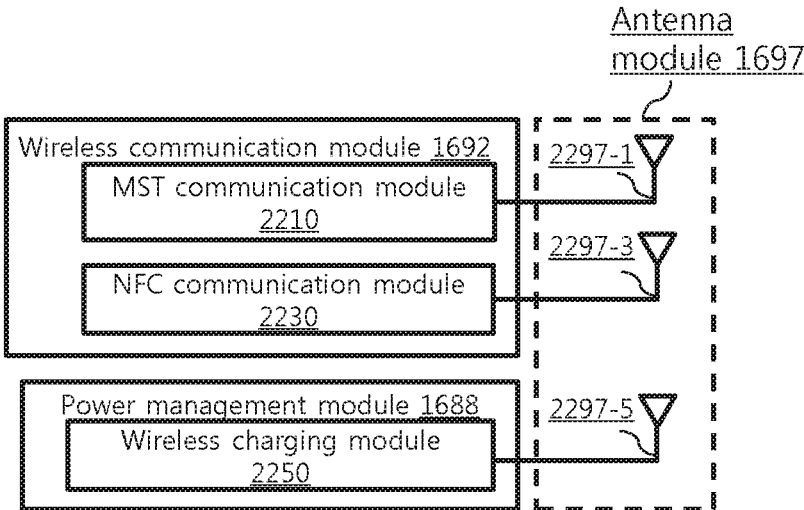 Antenna
module 1697
Wireless communication module 1692
MST communication module
2210
2297-1
NFC communication module
2230
2297-3
Power management module 1688
Wireless charging module
2250
2297-5